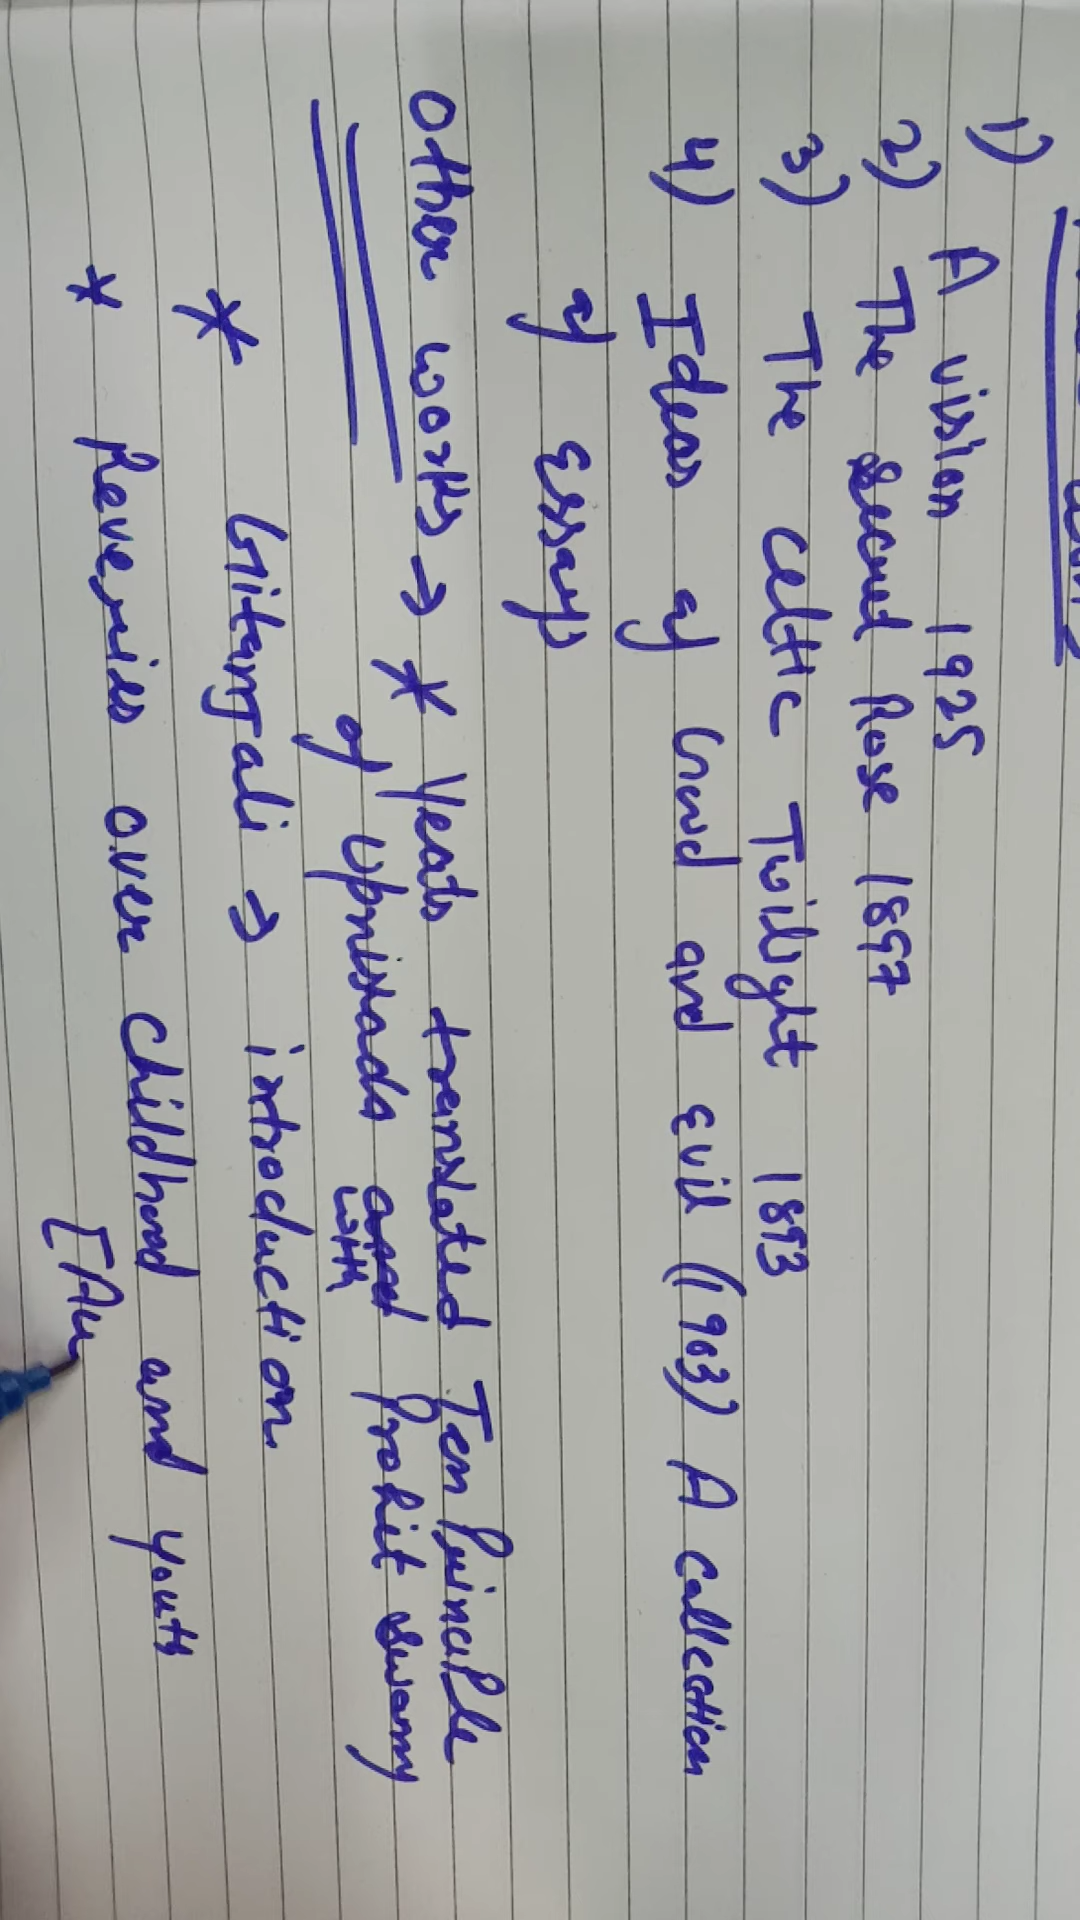 1) A vision 1925
2) The Secret Rose 1897
3) The Celtic Twilight 1893
4) Ideas of Good and Evil (1903) A collection
of Essays
Other works → * Yeats translated Ten Principle
of Upnishads with Prohit Swamy
* Gitanjali → introduction.
* Reveries over Childhood and Youth
[Au